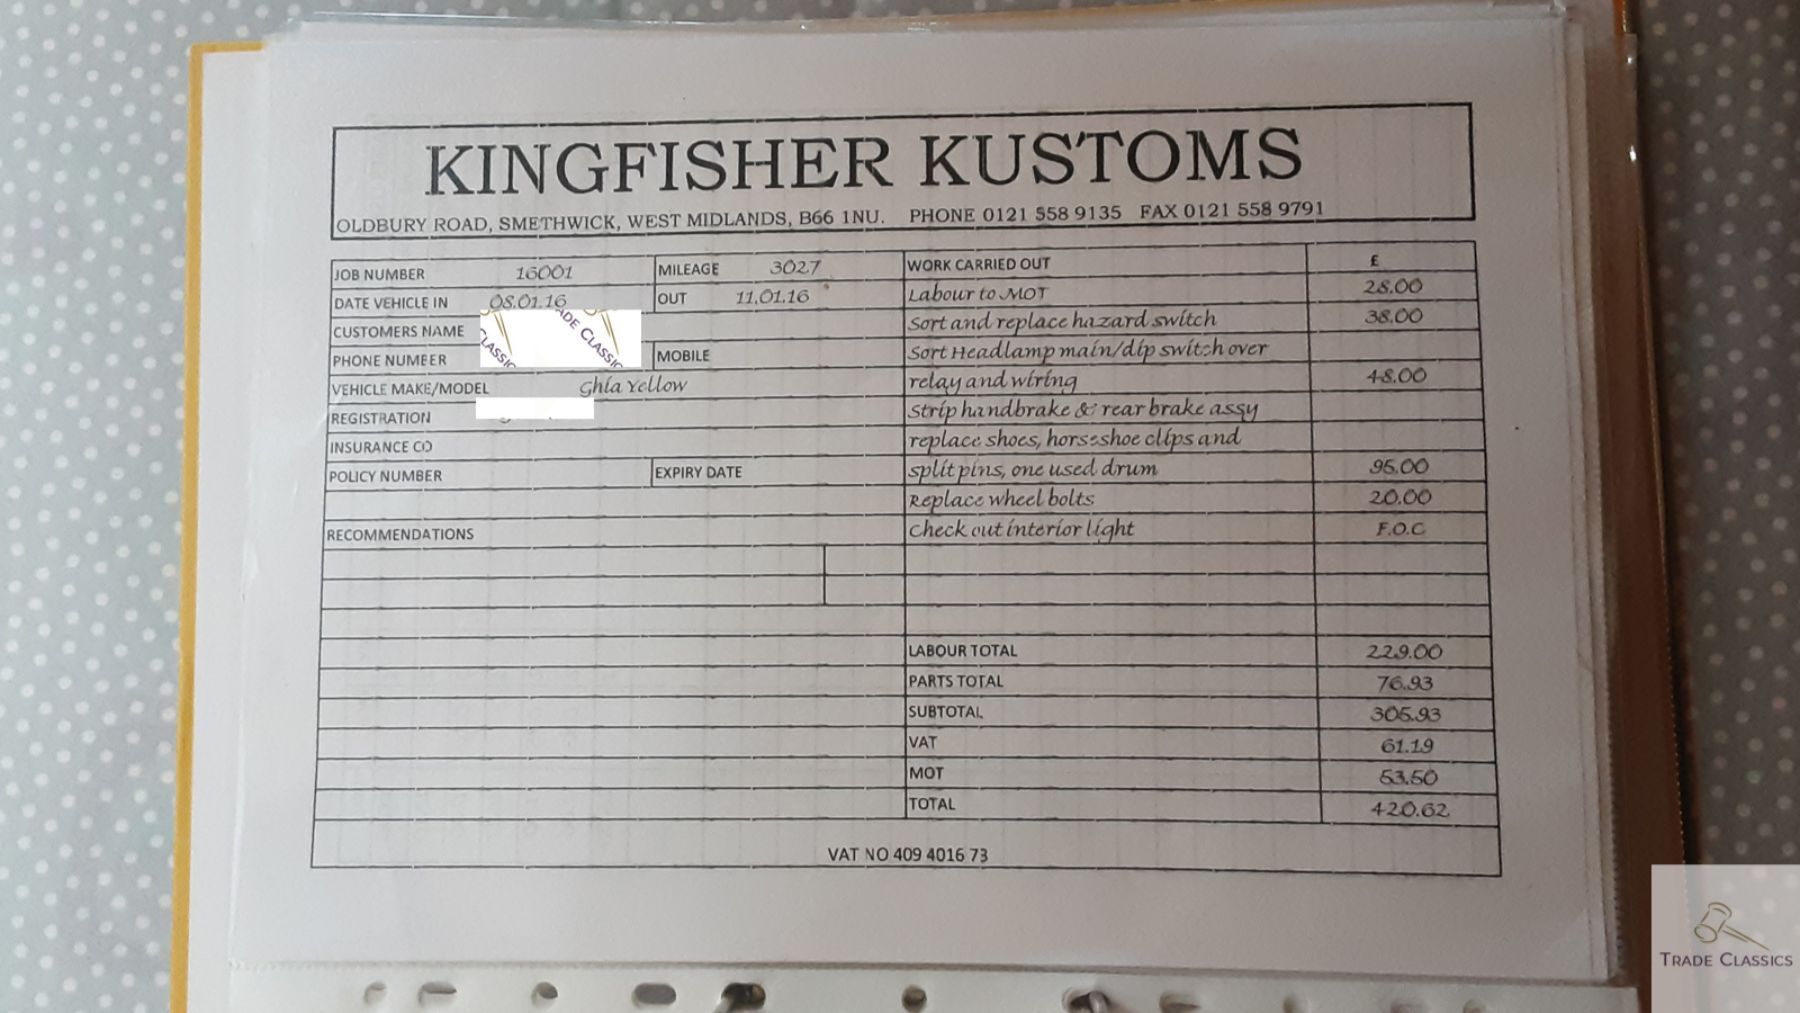 KINGFISHER KUSTOMS
OLDBURY ROAD, SMETHWICK, WEST MIDLANDS, B66 1NU. PHONE 0121 558 9135 FAX 0121 558 9791
JOB NUMBER 16001 MILEAGE 3027 WORK CARRIED OUT £
DATE VEHICLE IN 08.01.16 OUT 11.01.16 Labour to MOT 28.00
CUSTOMERS NAME Sort and replace hazard switch 38.00
PHONE NUMBER MOBILE Sort Headlamp main/dip switch over
VEHICLE MAKE/MODEL Ghia Yellow relay and wiring 48.00
REGISTRATION Strip handbrake & rear brake assy
INSURANCE CO replace shoes, horseshoe clips and
POLICY NUMBER EXPIRY DATE split pins, one used drum 95.00
Replace wheel bolts 20.00
RECOMMENDATIONS Check out interior light F.O.C
LABOUR TOTAL 229.00
PARTS TOTAL 76.93
SUBTOTAL 305.93
VAT 61.19
MOT 53.50
TOTAL 420.62
VAT NO 409 4016 73
TRADE CLASSICS